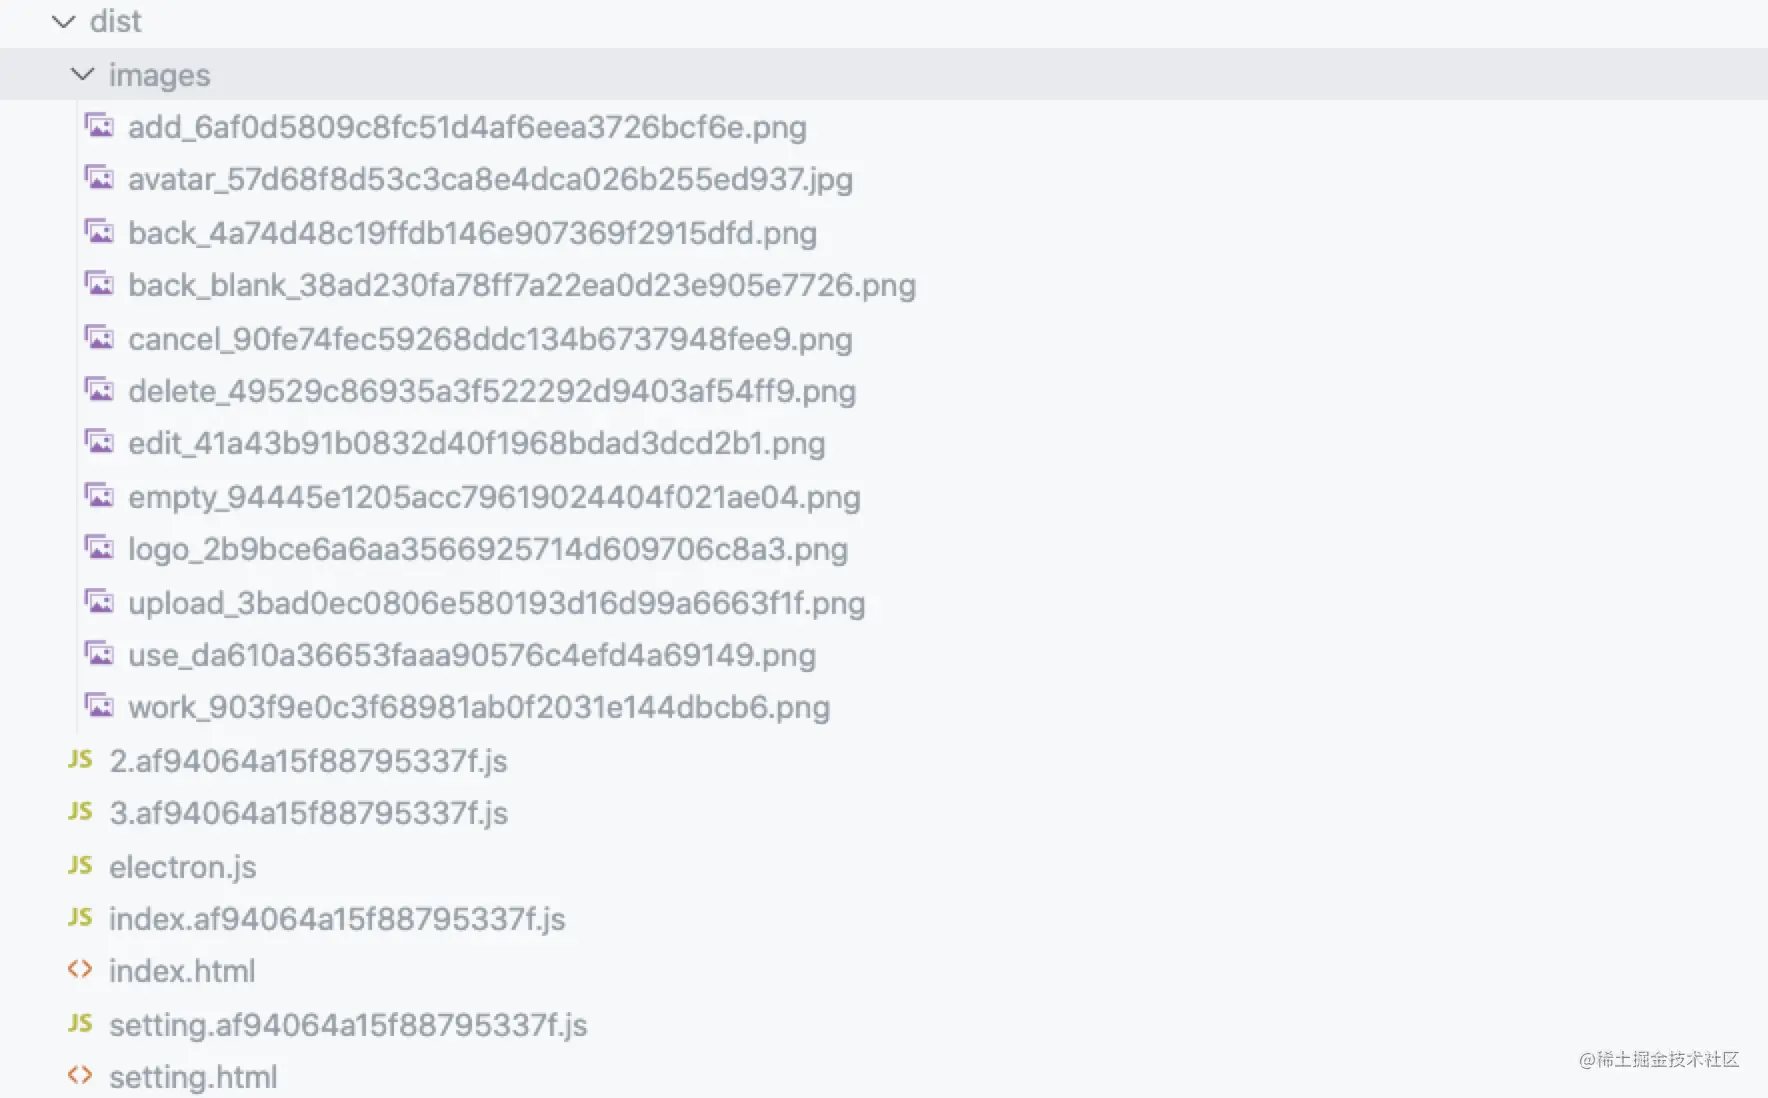 dist
images
add_6af0d5809c8fc51d4af6eea3726bcf6e.png
avatar_57d68f8d53c3ca8e4dca026b255ed937.jpg
back_4a74d48c19ffdb146e907369f2915dfd.png
back_blank_38ad230fa78ff7a22ea0d23e905e7726.png
cancel_90fe74fec59268ddc134b6737948fee9.png
delete_49529c86935a3f522292d9403af54ff9.png
edit_41a43b91b0832d40f1968bdad3dcd2b1.png
empty_94445e1205acc79619024404f021ae04.png
logo_2b9bce6a6aa3566925714d609706c8a3.png
upload_3bad0ec0806e580193d16d99a6663f1f.png
use_da610a36653faaa90576c4efd4a69149.png
work_903f9e0c3f68981ab0f2031e144dbcb6.png
JS 2.af94064a15f88795337f.js
JS 3.af94064a15f88795337f.js
JS electron.js
JS index.af94064a15f88795337f.js
<> index.html
JS setting.af94064a15f88795337f.js
<> setting.html
@稀土掘金技术社区